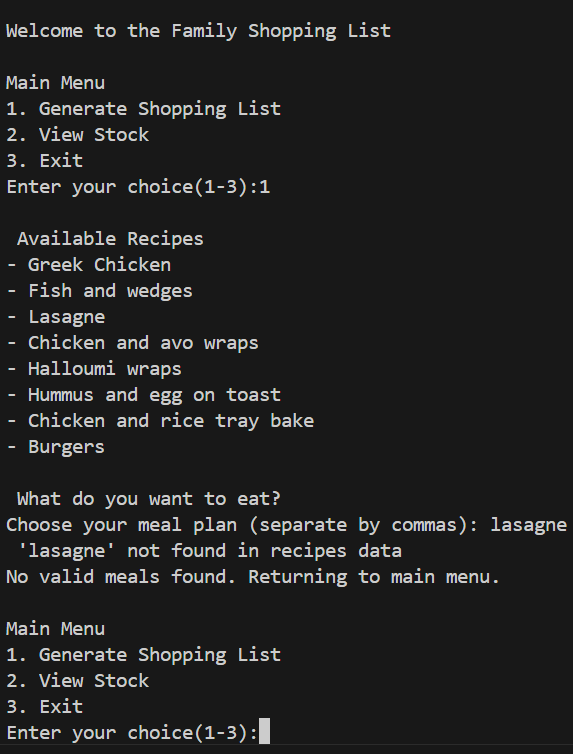 Welcome to the Family Shopping List
Main Menu
1. Generate Shopping List
2. View Stock
3. Exit
Enter your choice(1-3):1
Available Recipes
- Greek Chicken
- Fish and wedges
- Lasagne
- Chicken and avo wraps
- Halloumi wraps
- Hummus and egg on toast
- Chicken and rice tray bake
- Burgers
What do you want to eat?
Choose your meal plan (separate by commas): lasagne
'lasagne' not found in recipes data
No valid meals found. Returning to main menu.
Main Menu
1. Generate Shopping List
2. View Stock
3. Exit
Enter your choice(1-3):